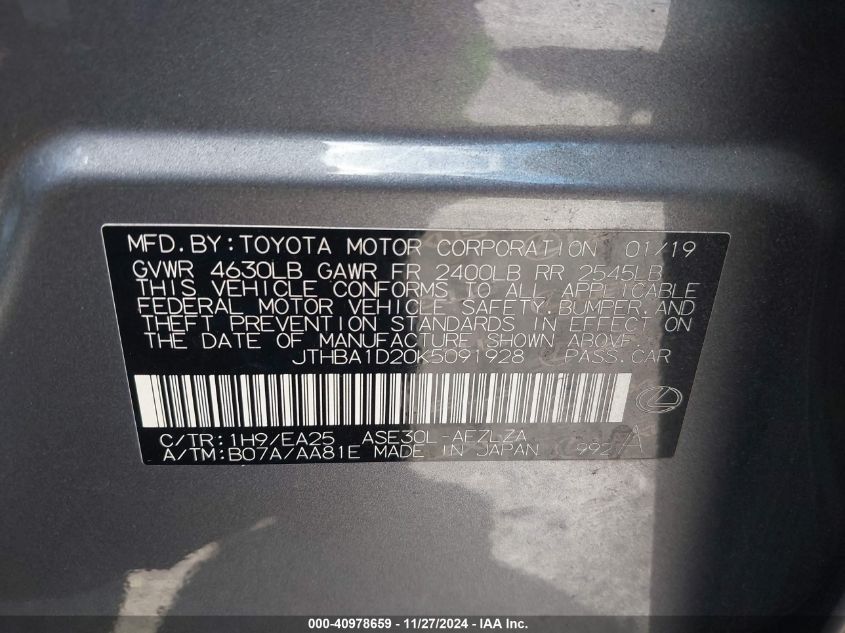 MFD. BY: TOYOTA MOTOR CORPORATION 01/19
GVWR 4630LB GAWR FR 2400LB RR 2545LB
THIS VEHICLE CONFORMS TO ALL APPLICABLE
FEDERAL MOTOR VEHICLE SAFETY, BUMPER, AND
THEFT PREVENTION STANDARDS IN EFFECT ON
THE DATE OF MANUFACTURE SHOWN ABOVE.
JTHBA1D20K5091928 PASS. CAR
C/TR: 1H9/EA25 ASE30L-AEZLZA
A/TM: B07A/AA81E MADE IN JAPAN 992 A
000-40978659 - 11/27/2024 - IAA Inc.